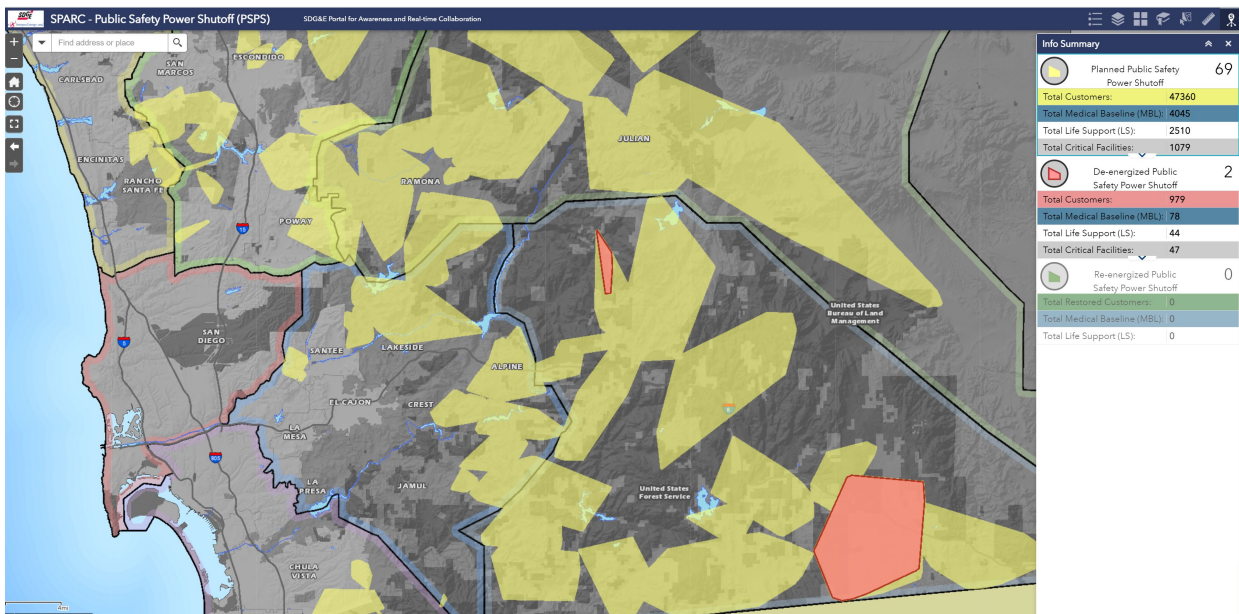 SDGE
SPARC - Public Safety Power Shutoff (PSPS)
SDG&E Portal for Awareness and Real-time Collaboration
Find address or place
Info Summary
Planned Public Safety
Power Shutoff
69
Total Customers: 47360
Total Medical Baseline (MBL): 4045
Total Life Support (LS): 2510
Total Critical Facilities: 1079
De-energized Public
Safety Power Shutoff
2
Total Customers: 979
Total Medical Baseline (MBL): 78
Total Life Support (LS): 44
Total Critical Facilities: 47
Re-energized Public
Safety Power Shutoff
0
Total Restored Customers: 0
Total Medical Baseline (MBL): 0
Total Life Support (LS): 0
ESCONDIDO
SAN
MARCOS
CARLSBAD
JULIAN
ENCINITAS
RANCHO
SANTA FE
RAMONA
POWAY
15
United States
Bureau of Land
Management
SAN
DIEGO
5
SANTEE
LAKESIDE
ALPINE
EL CAJON
CREST
8
LA
MESA
805
LA
PRESA
JAMUL
United States
Forest Service
CHULA
VISTA
4mi